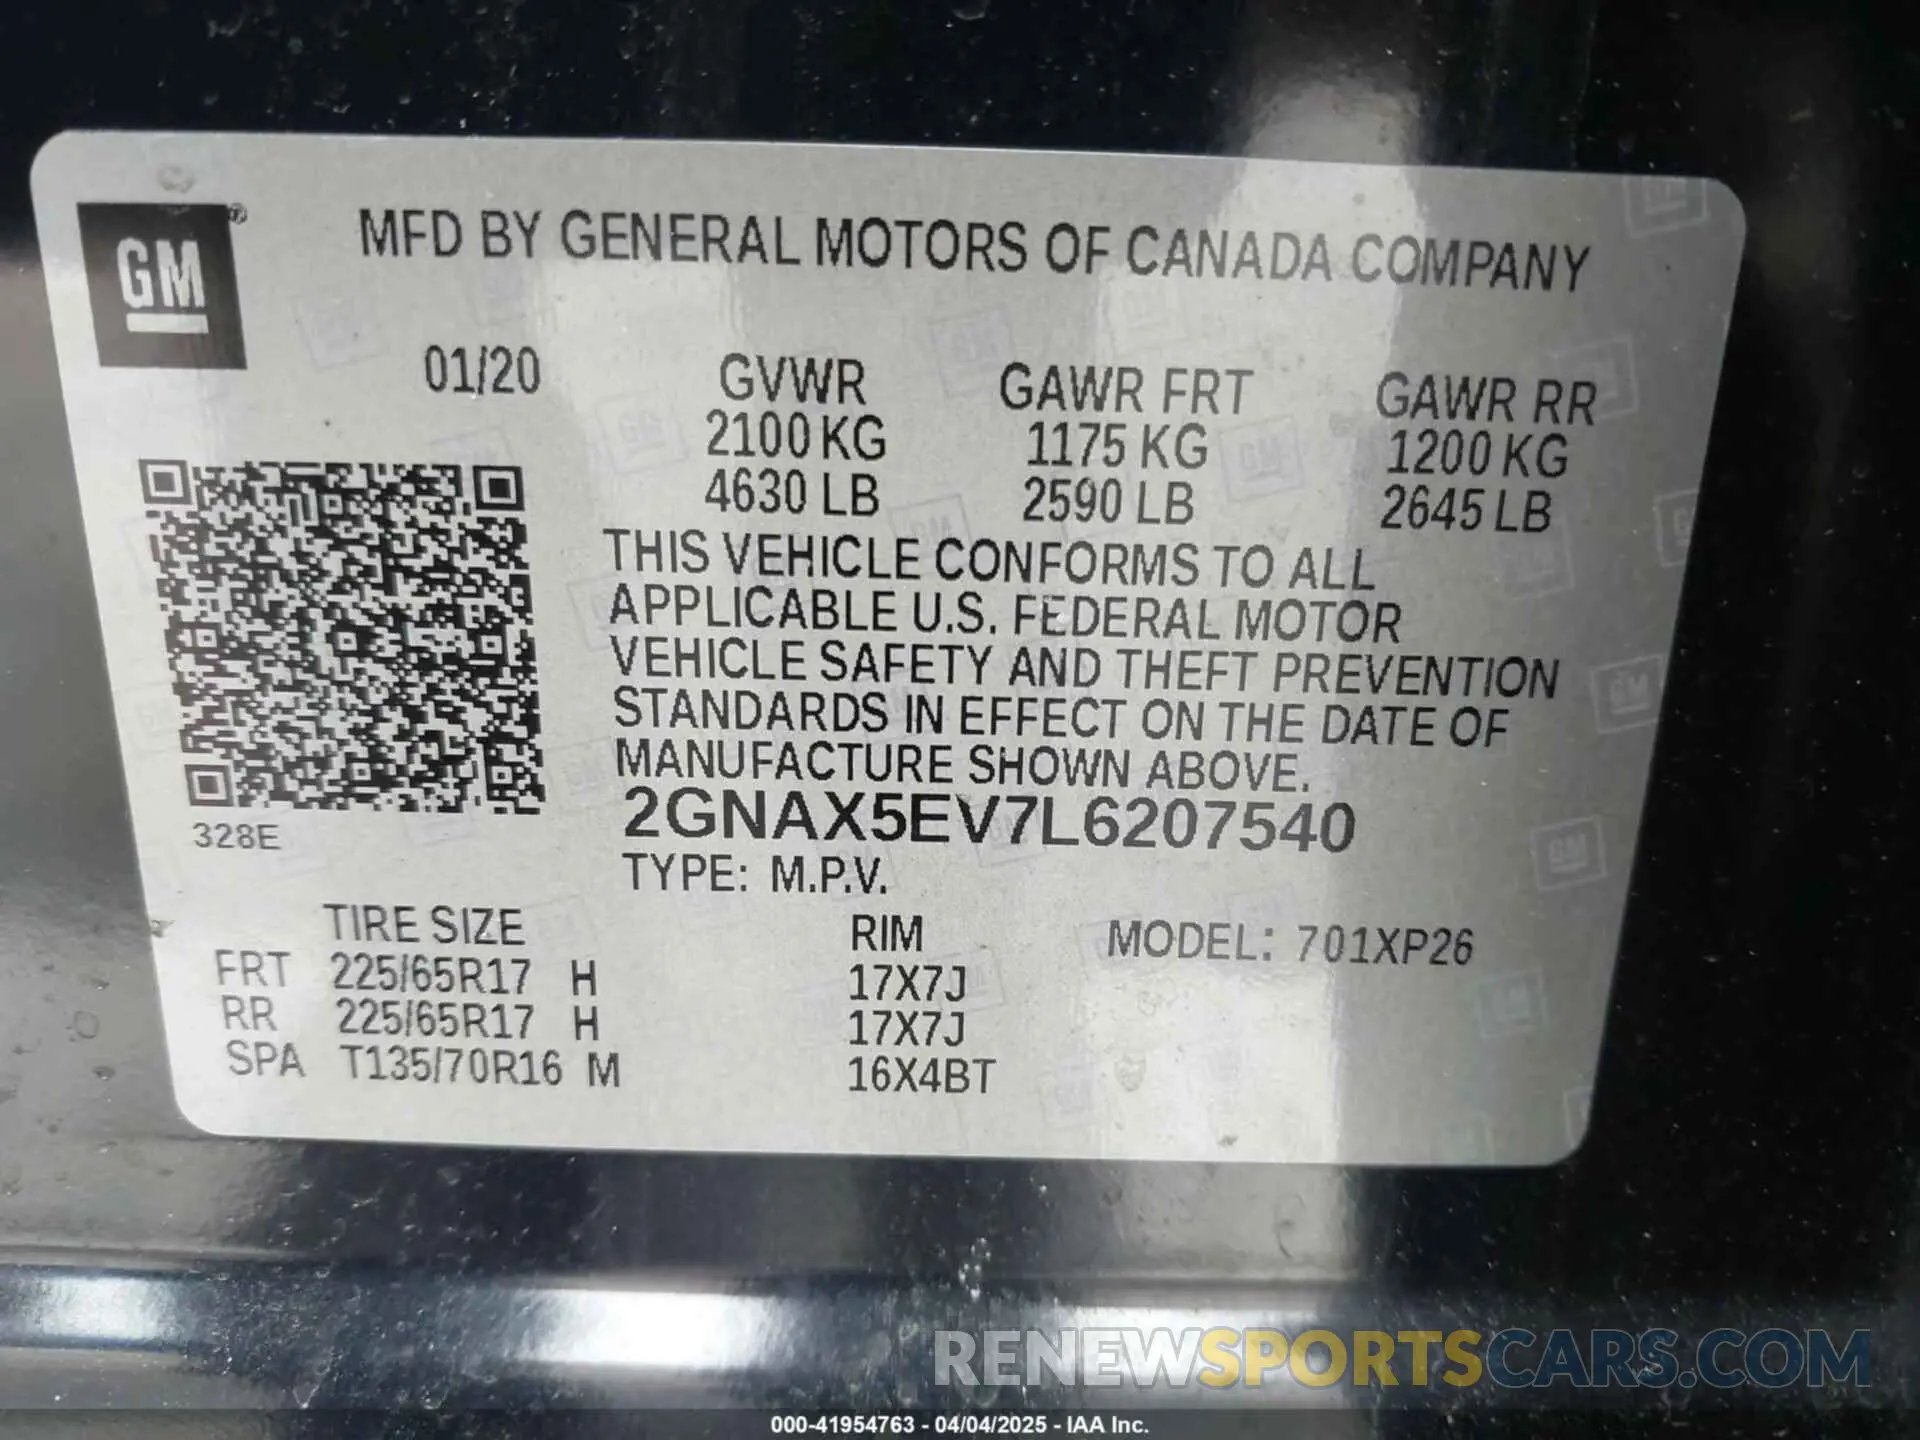 GM ®
MFD BY GENERAL MOTORS OF CANADA COMPANY
01/20 GVWR GAWR FRT GAWR RR
2100 KG 1175 KG 1200 KG
4630 LB 2590 LB 2645 LB
THIS VEHICLE CONFORMS TO ALL
APPLICABLE U.S. FEDERAL MOTOR
VEHICLE SAFETY AND THEFT PREVENTION
STANDARDS IN EFFECT ON THE DATE OF
MANUFACTURE SHOWN ABOVE.
2GNAX5EV7L6207540
328E
TYPE: M.P.V.
TIRE SIZE RIM MODEL: 701XP26
FRT 225/65R17 H 17X7J
RR 225/65R17 H 17X7J
SPA T135/70R16 M 16X4BT
RENEWSPORTSCARS.COM
000-41954763 - 04/04/2025 - IAA Inc.